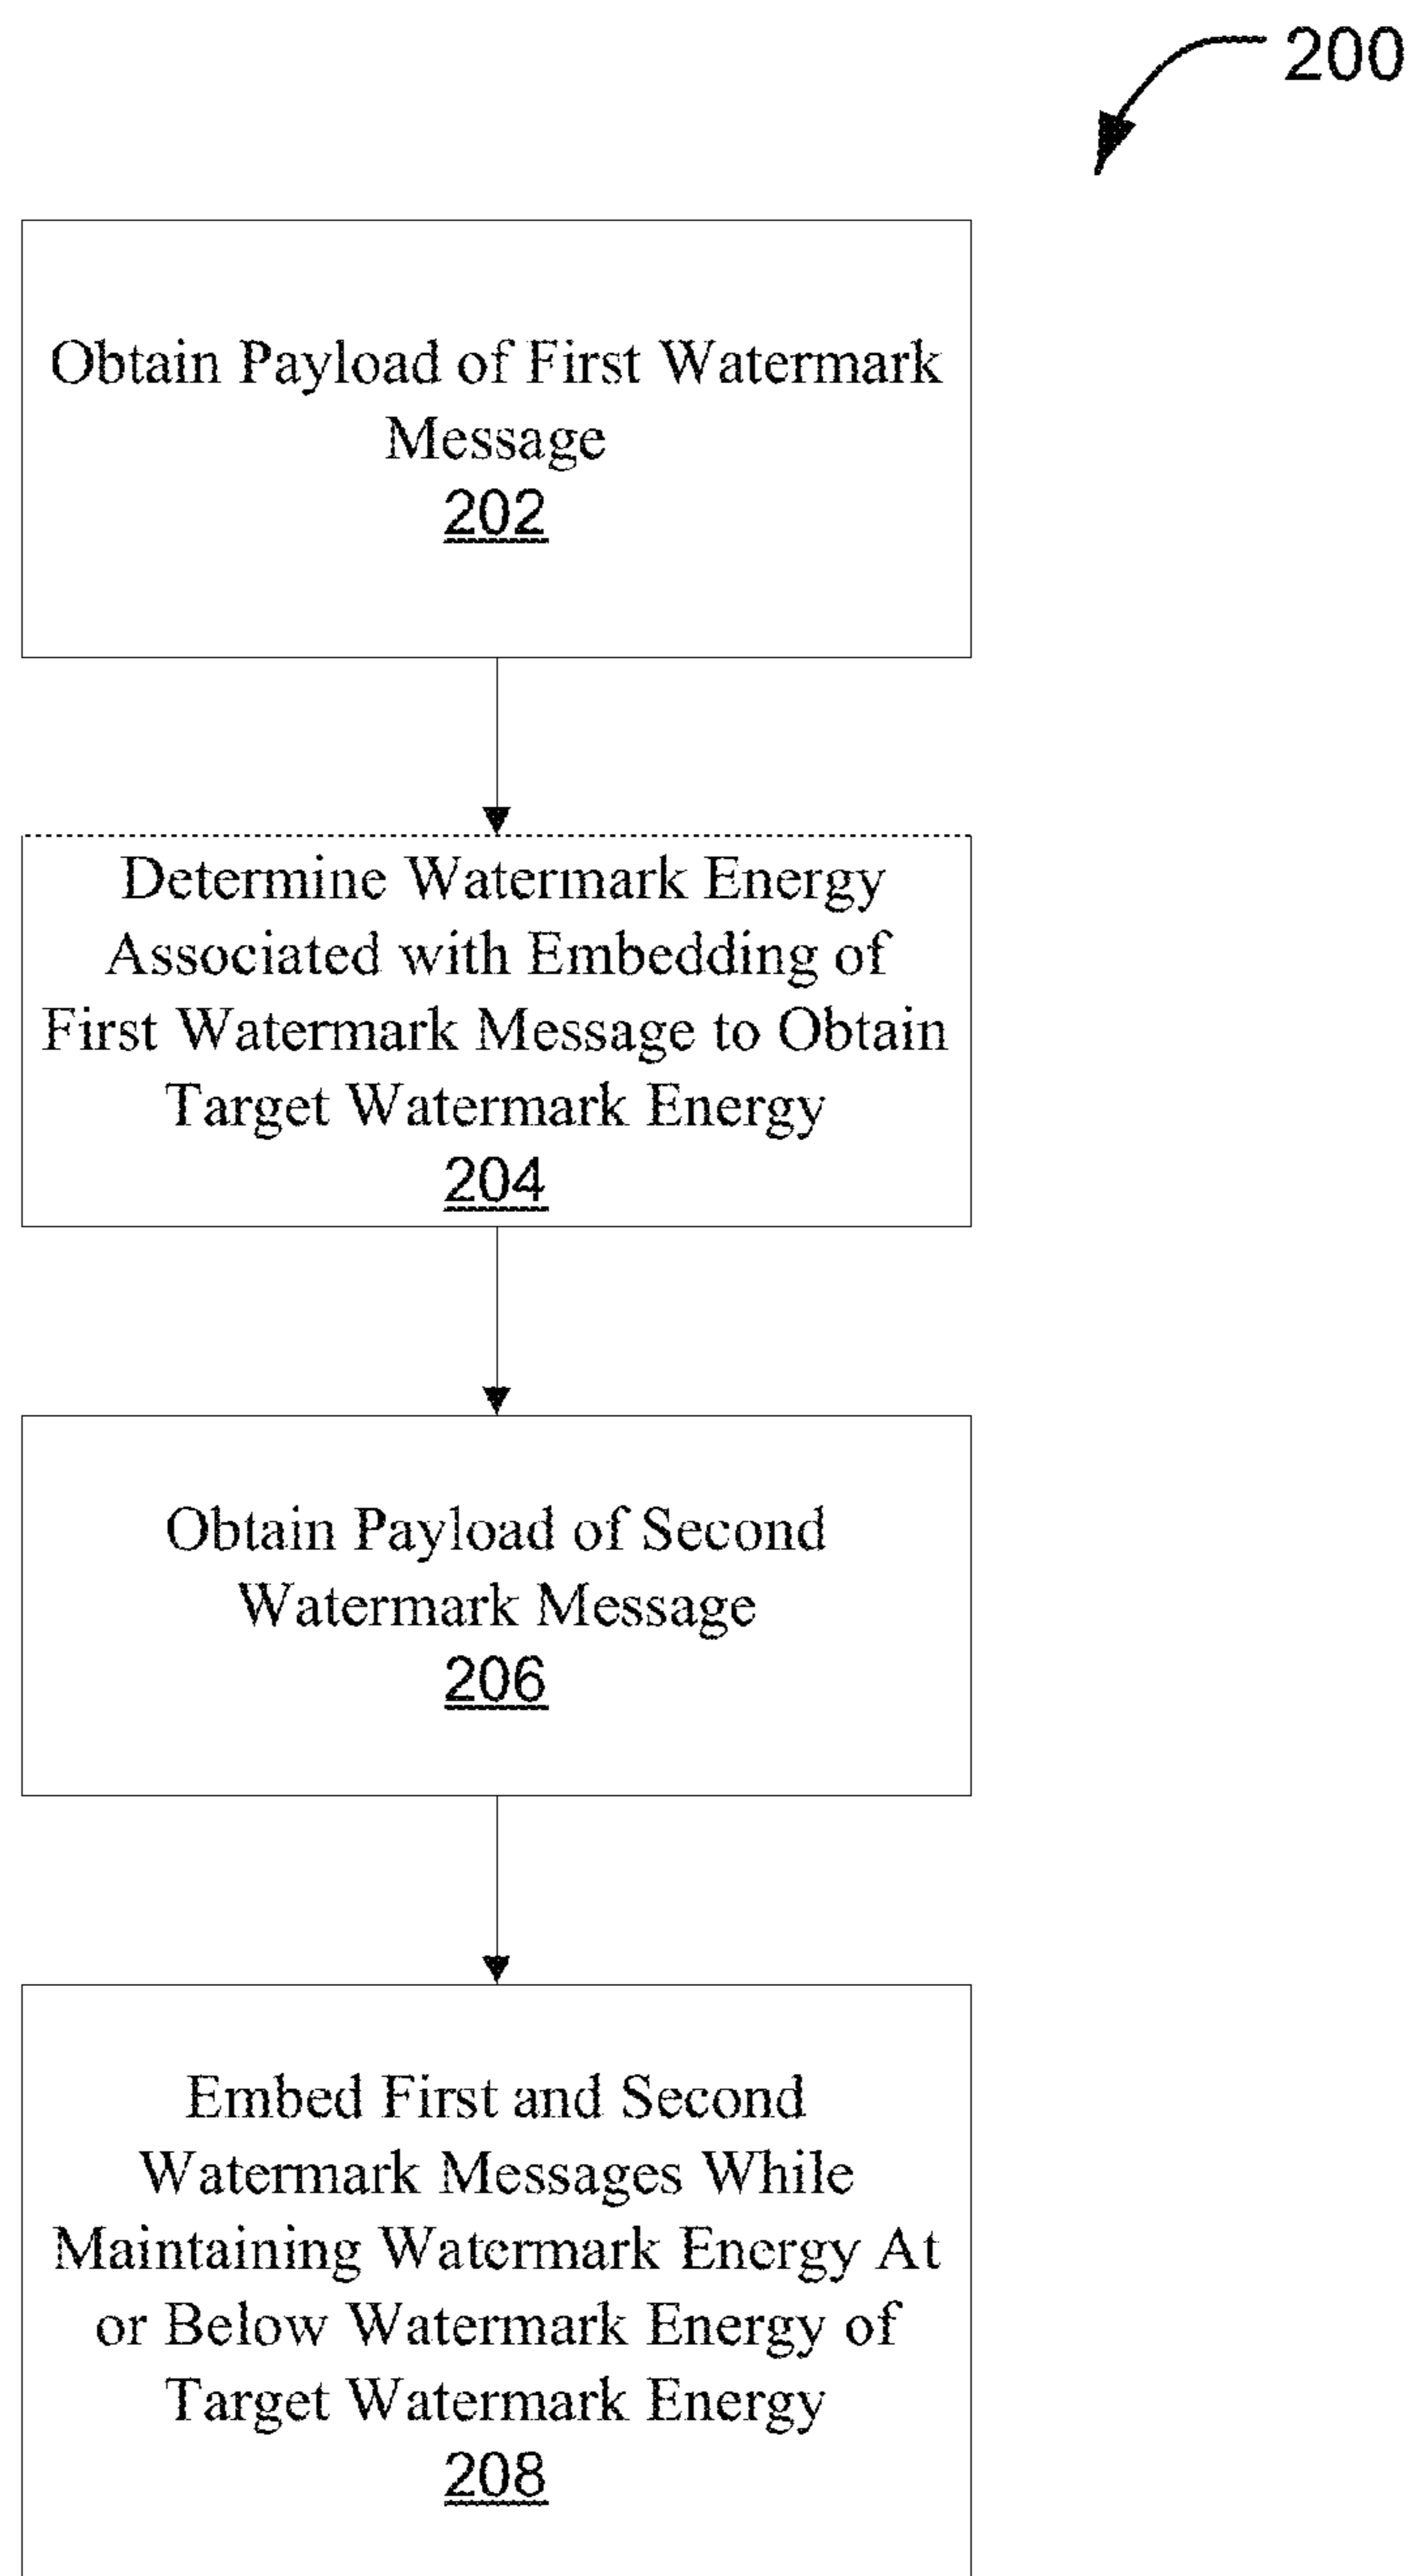 200
Obtain Payload of First Watermark
Message
202
Determine Watermark Energy
Associated with Embedding of
First Watermark Message to Obtain
Target Watermark Energy
204
Obtain Payload of Second
Watermark Message
206
Embed First and Second
Watermark Messages While
Maintaining Watermark Energy At
or Below Watermark Energy of
Target Watermark Energy
208